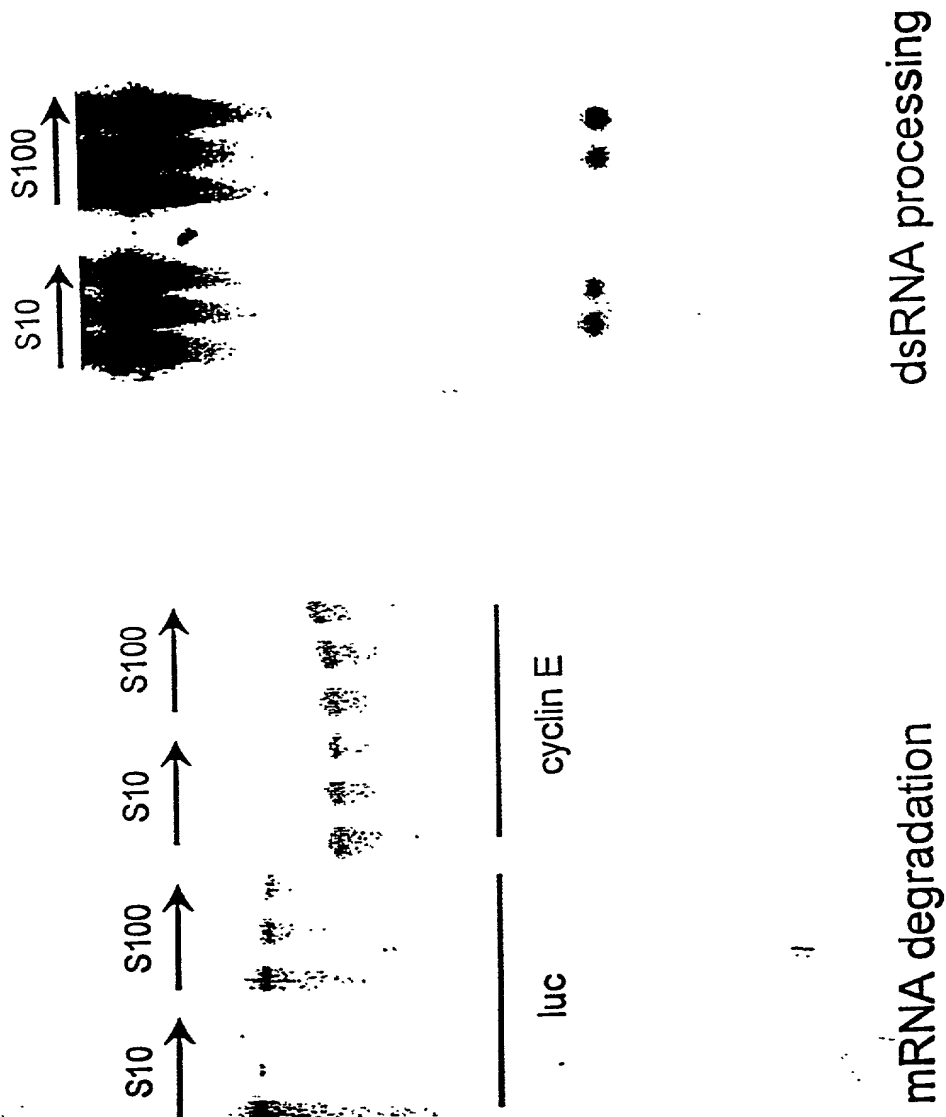 S10
S100
dsRNA processing
S10
S100
S10
S100
luc
cyclin E
mRNA degradation